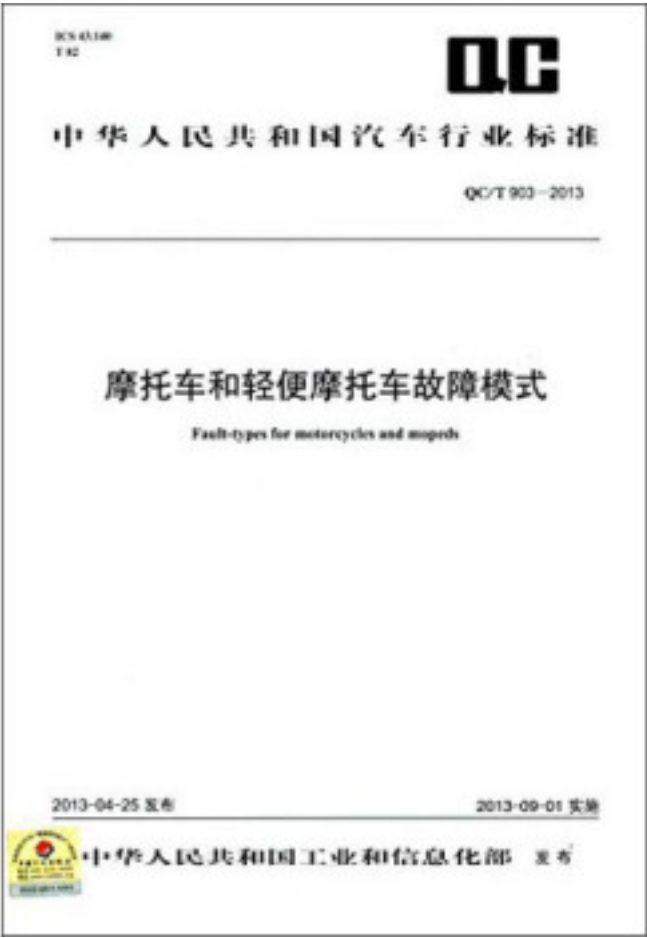 ICS 43.140
T 82
QC
中华人民共和国汽车行业标准
QC/T 903—2013
摩托车和轻便摩托车故障模式
Fault-types for motorcycles and mopeds
2013-04-25 发布
2013-09-01 实施
中华人民共和国工业和信息化部 发布